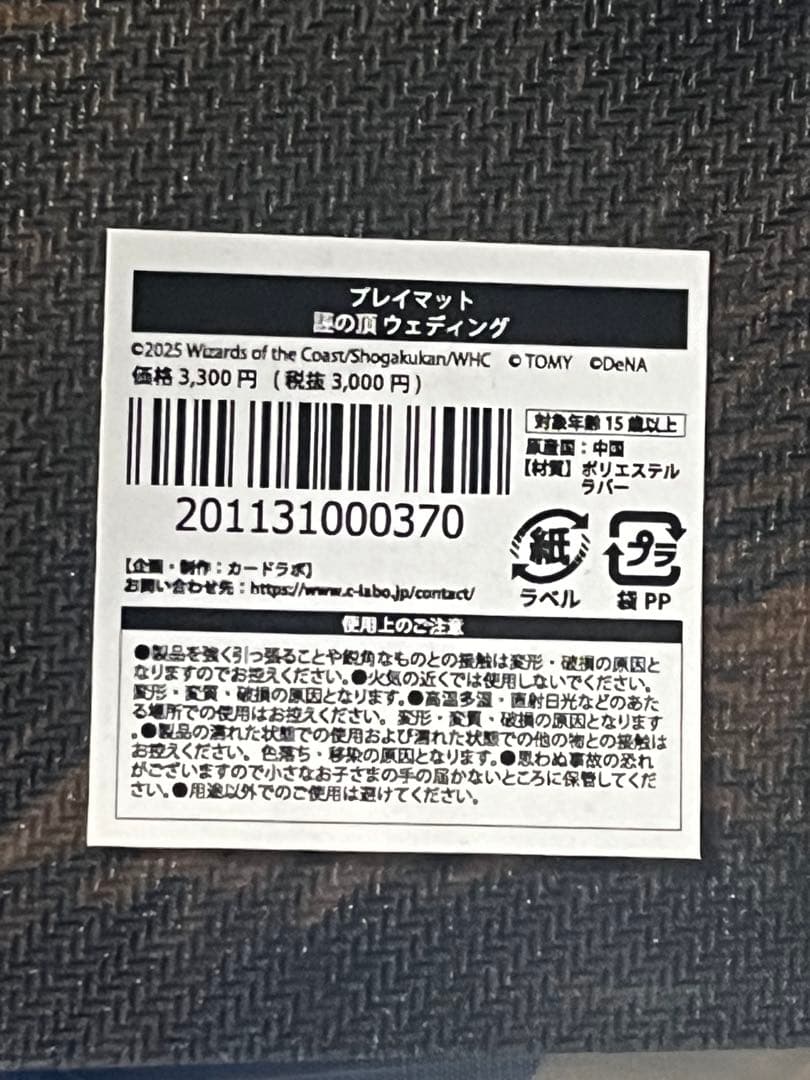 プレイマット
の頂 ウェディング
©2025 Wizards of the Coast/Shogakukan/WHC © TOMY ©DeNA
価格 3,300 円 (税抜 3,000 円)
対象年齢 15 歳以上
原産国：中国
【材質】ポリエステル
ラバー
201131000370
紙
ラベル
プラ
袋 PP
【企画・制作：カードラボ】
お問い合わせ先：https://www.c-labo.jp/contact/
使用上のご注意
●製品を強く引っ張ることや鋭角なものとの接触は変形・破損の原因と
なりますのでお控えください。●火気の近くでは使用しないでください。
変形・変質・破損の原因となります。●高温多湿・直射日光などのあた
る場所での使用はお控えください。変形・変質・破損の原因となります
。●製品の濡れた状態での使用および濡れた状態での他の物との接触は
お控えください。色落ち・移染の原因となります。●思わぬ事故の恐れ
がございますので小さなお子さまの手の届かないところに保管してくだ
さい。●用途以外でのご使用は避けてください。